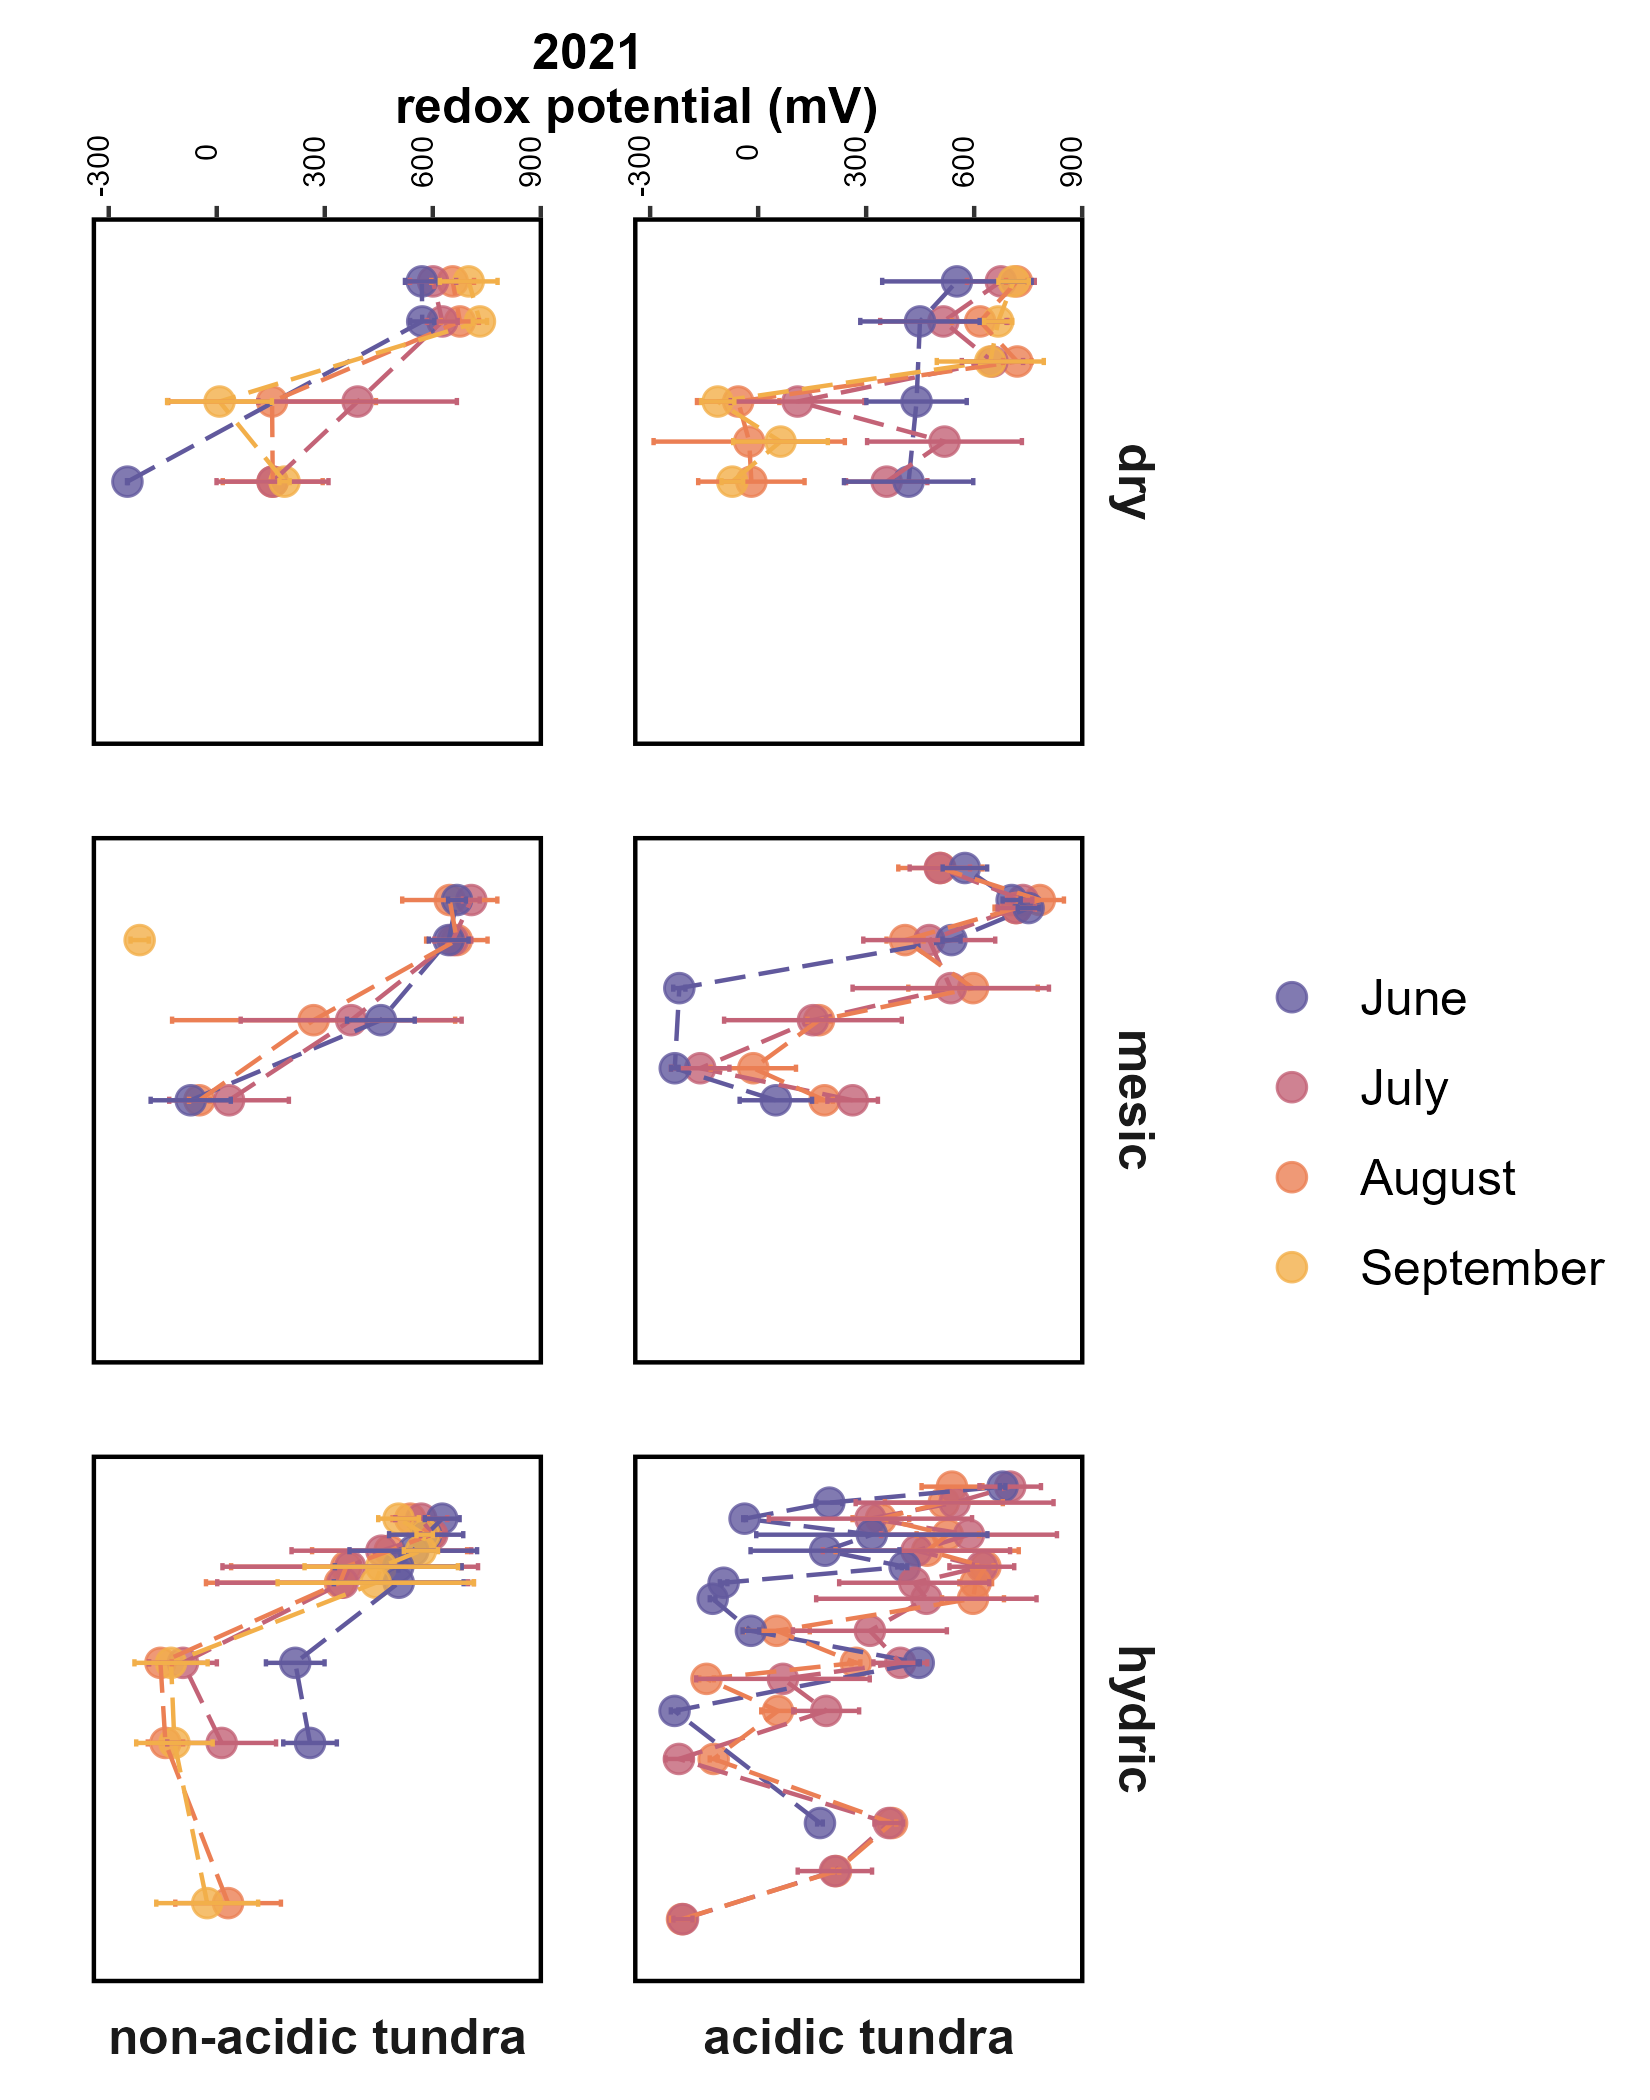 2021
redox potential (mV)
-300 0 300 600 900
-300 0 300 600 900
dry
mesic
hydric
June
July
August
September
non-acidic tundra
acidic tundra